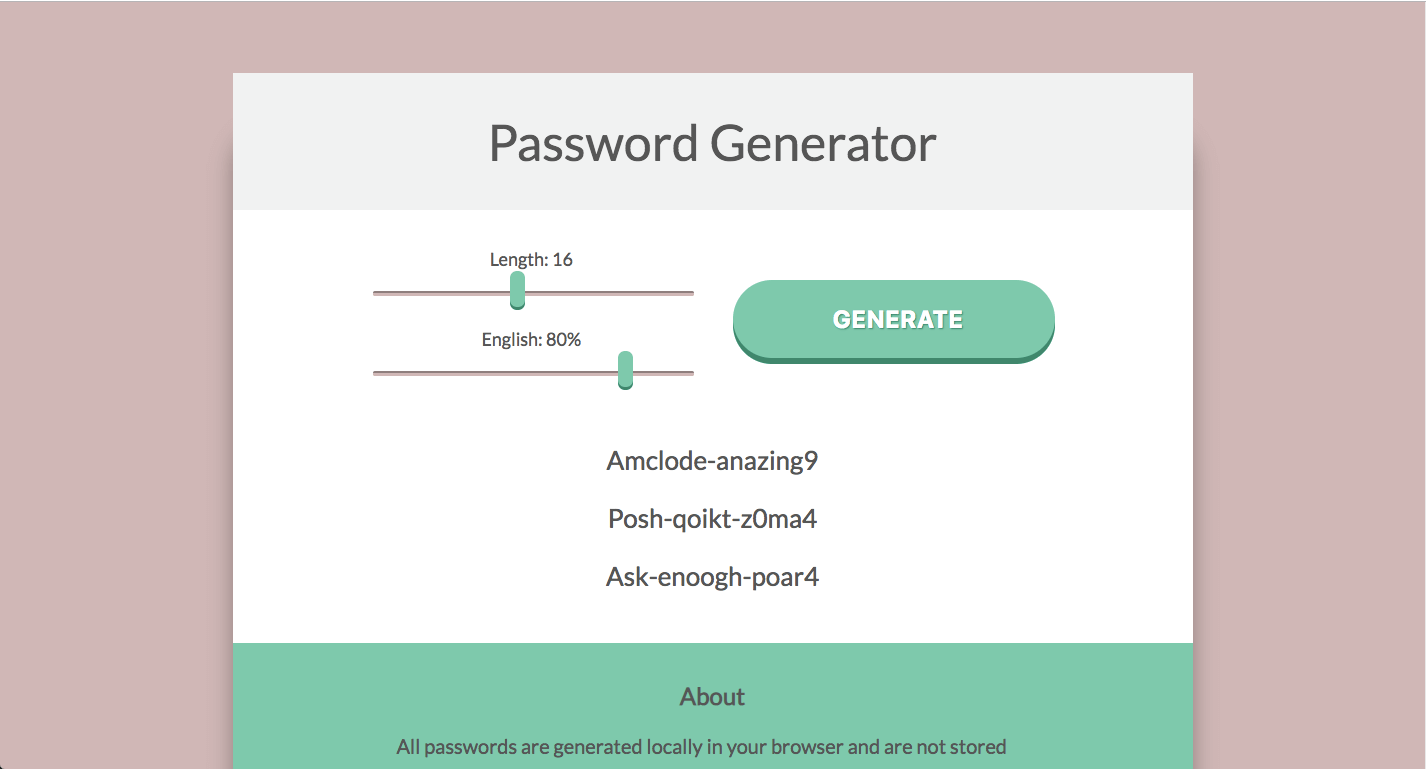 Password Generator
Length: 16
GENERATE
English: 80%
Amclode-anazing9
Posh-qoikt-z0ma4
Ask-enoogh-poar4
About
All passwords are generated locally in your browser and are not stored